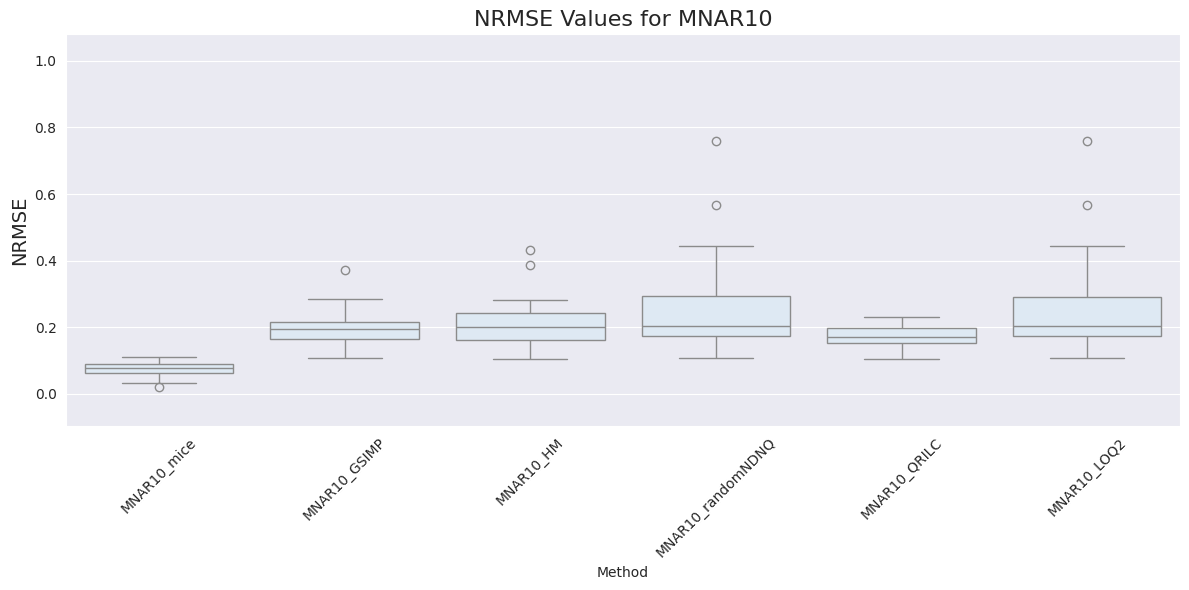 NRMSE Values for MNAR10
NRMSE
1.0
0.8
0.6
0.4
0.2
0.0
MNAR10_mice
MNAR10_GSIMP
MNAR10_HM
MNAR10_randomNDNQ
MNAR10_QRILC
MNAR10_LOQ2
Method